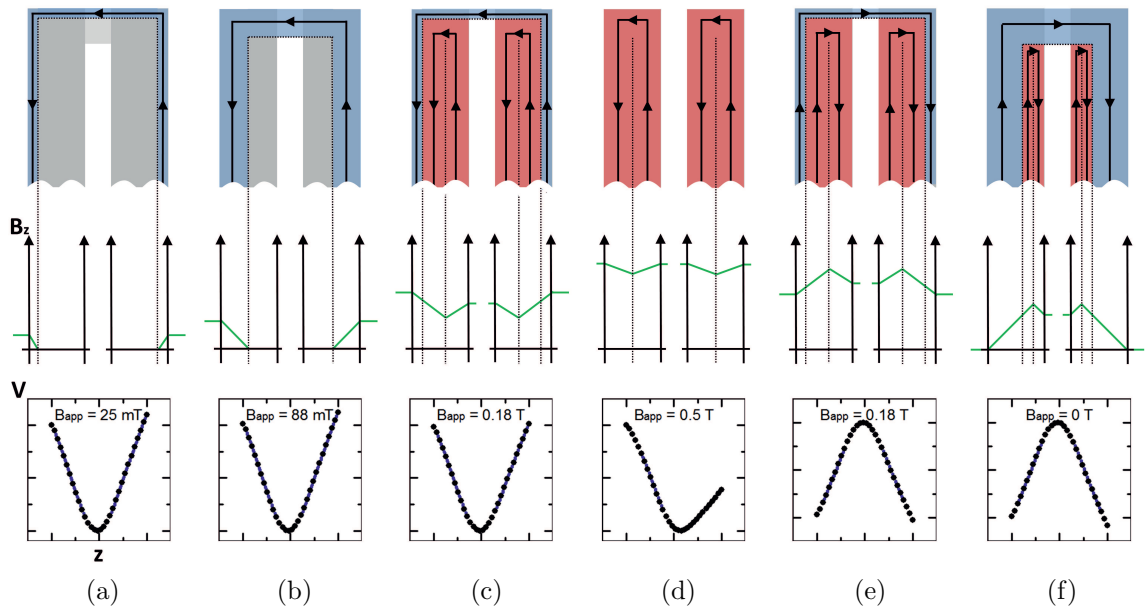 Bz
V
Bapp = 25 mT
Bapp = 88 mT
Bapp = 0.18 T
Bapp = 0.5 T
Bapp = 0.18 T
Bapp = 0 T
z
(a)
(b)
(c)
(d)
(e)
(f)